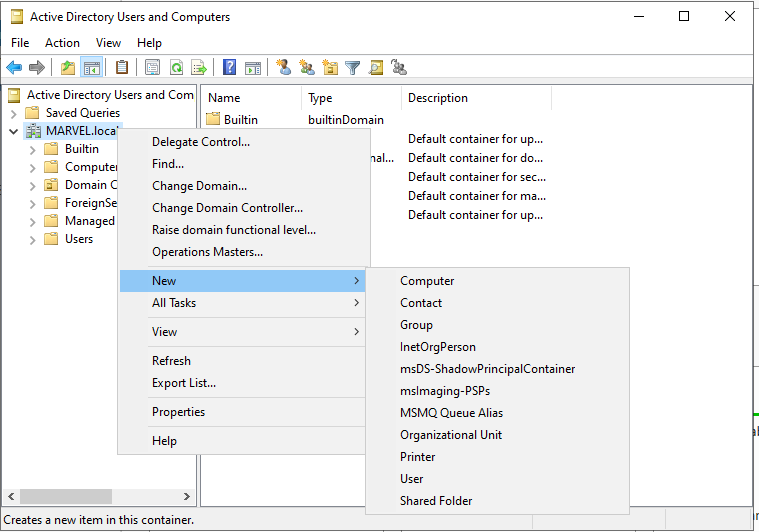 Active Directory Users and Computers
File Action View Help
Active Directory Users and Com
Saved Queries
MARVEL.local
Builtin
Computer
Domain C
ForeignSe
Managed
Users
Name Type Description
Builtin builtinDomain
Default container for up...
nal... Default container for do...
Default container for sec...
Default container for ma...
Default container for up...
Delegate Control...
Find...
Change Domain...
Change Domain Controller...
Raise domain functional level...
Operations Masters...
New
All Tasks
View
Refresh
Export List...
Properties
Help
Computer
Contact
Group
InetOrgPerson
msDS-ShadowPrincipalContainer
msImaging-PSPs
MSMQ Queue Alias
Organizational Unit
Printer
User
Shared Folder
Creates a new item in this container.